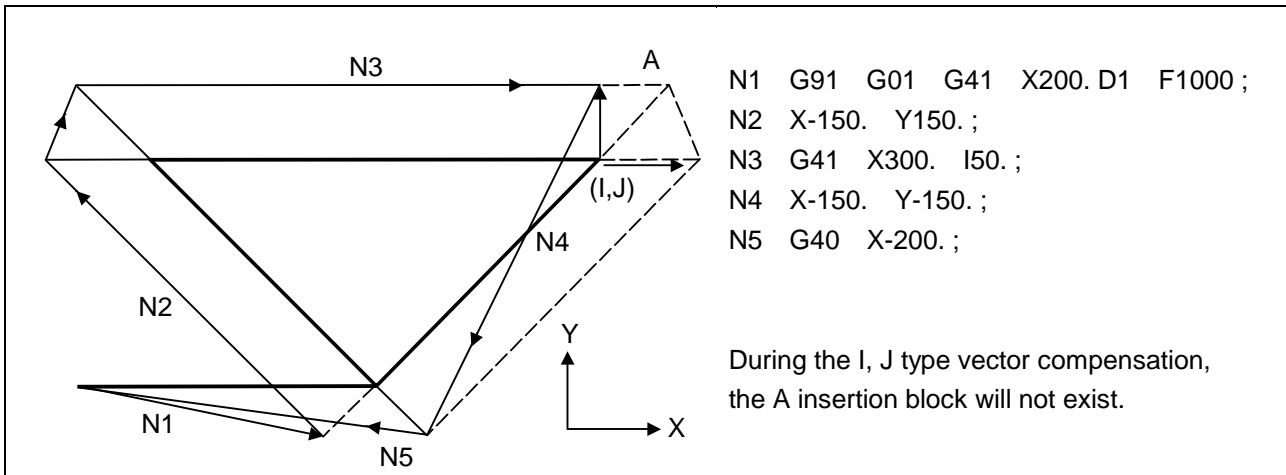 N3
A
(I,J)
N4
N2
N1
N5
Y
X
N1 G91 G01 G41 X200. D1 F1000 ;
N2 X-150. Y150. ;
N3 G41 X300. I50. ;
N4 X-150. Y-150. ;
N5 G40 X-200. ;
During the I, J type vector compensation,
the A insertion block will not exist.